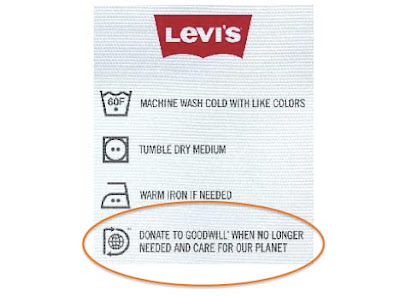 LEVI'S
60F
MACHINE WASH COLD WITH LIKE COLORS
TUMBLE DRY MEDIUM
WARM IRON IF NEEDED
DONATE TO GOODWILL® WHEN NO LONGER
NEEDED AND CARE FOR OUR PLANET